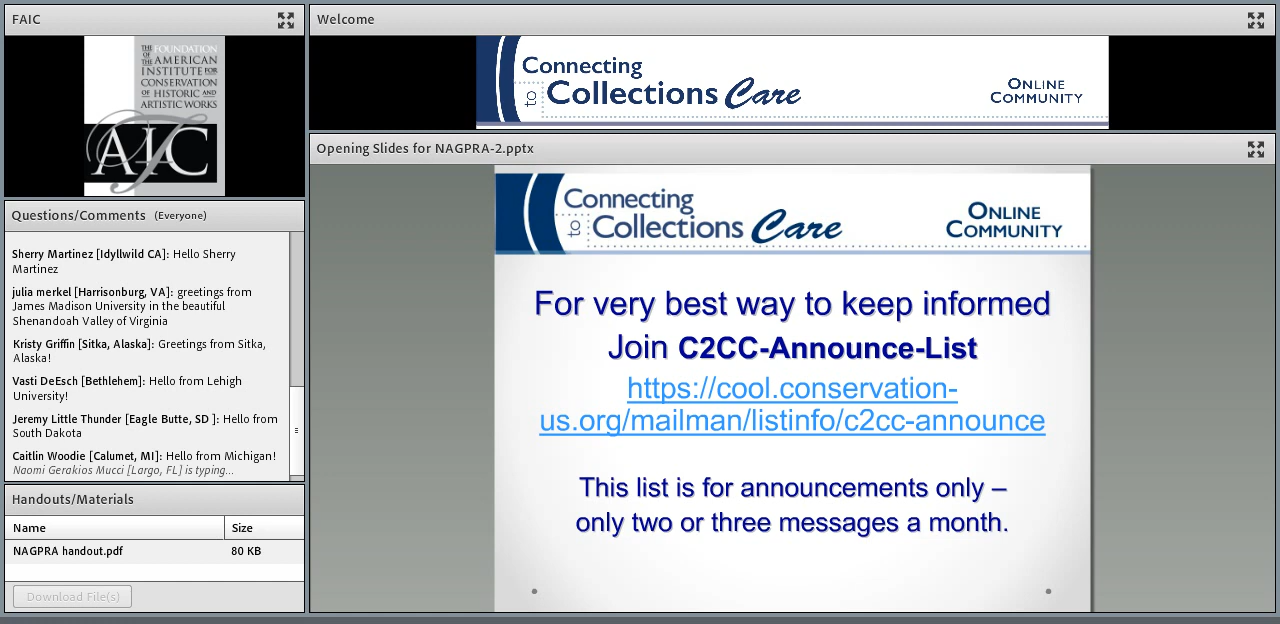 FAIC
THE FOUNDATION
OF THE AMERICAN
INSTITUTE FOR
CONSERVATION
OF HISTORIC AND
ARTISTIC WORKS
AIC
Questions/Comments (Everyone)
Sherry Martinez [Idyllwild CA]: Hello Sherry
Martinez
julia merkel [Harrisonburg, VA]: greetings from
James Madison University in the beautiful
Shenandoah Valley of Virginia
Kristy Griffin [Sitka, Alaska]: Greetings from Sitka,
Alaska!
Vasti DeEsch [Bethlehem]: Hello from Lehigh
University!
Jeremy Little Thunder [Eagle Butte, SD ]: Hello from
South Dakota
Caitlin Woodie [Calumet, MI]: Hello from Michigan!
Naomi Gerakios Mucci [Largo, FL] is typing...
Handouts/Materials
Name Size
NAGPRA handout.pdf 80 KB
Download File(s)
Welcome
Connecting
to Collections Care
ONLINE
COMMUNITY
Opening Slides for NAGPRA-2.pptx
Connecting
to Collections Care
ONLINE
COMMUNITY
For very best way to keep informed
Join C2CC-Announce-List
https://cool.conservation-
us.org/mailman/listinfo/c2cc-announce
This list is for announcements only –
only two or three messages a month.